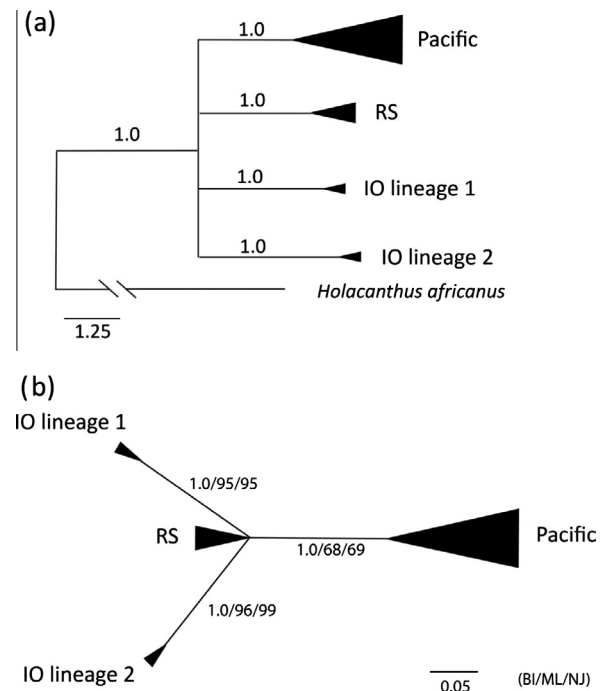 (a)
1.0
Pacific
1.0
RS
1.0
1.0
IO lineage 1
1.0
IO lineage 2
Holacanthus africanus
1.25
(b)
IO lineage 1
1.0/95/95
RS
Pacific
1.0/68/69
1.0/96/99
IO lineage 2
0.05
(BI/ML/NJ)